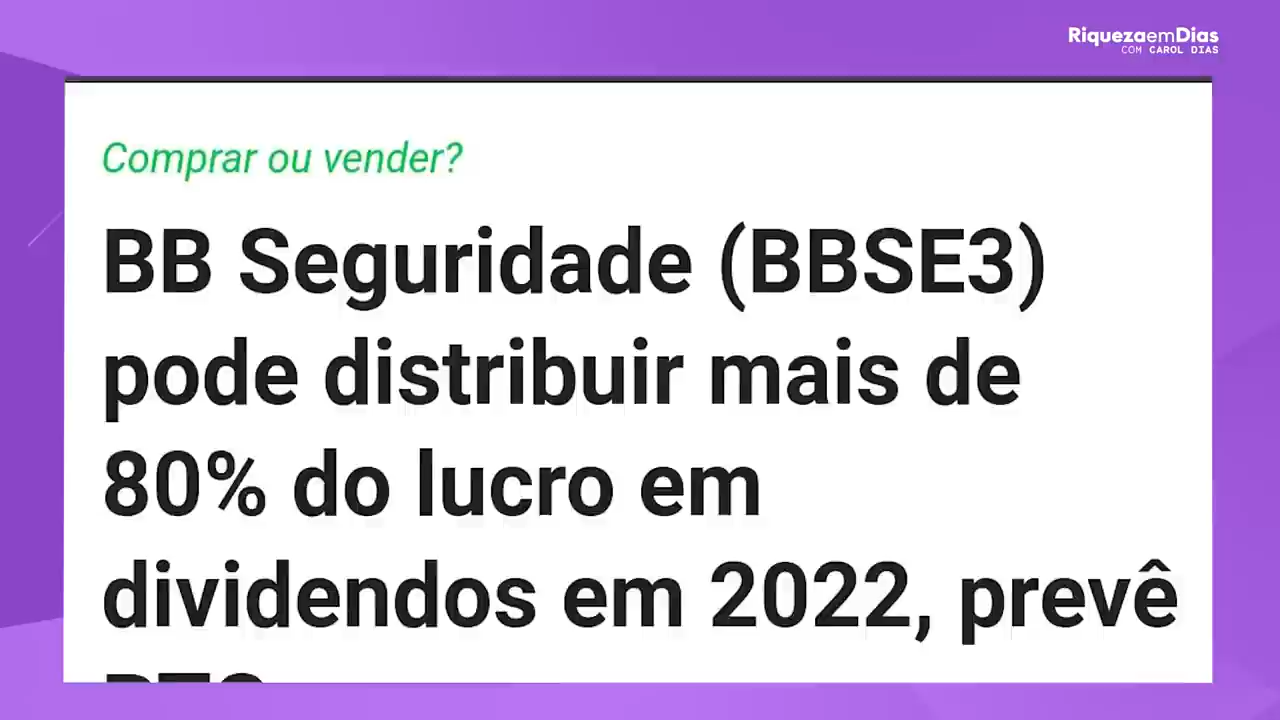 RiquezaemDias
COM CAROL DIAS
Comprar ou vender?
BB Seguridade (BBSE3)
pode distribuir mais de
80% do lucro em
dividendos em 2022, prevê